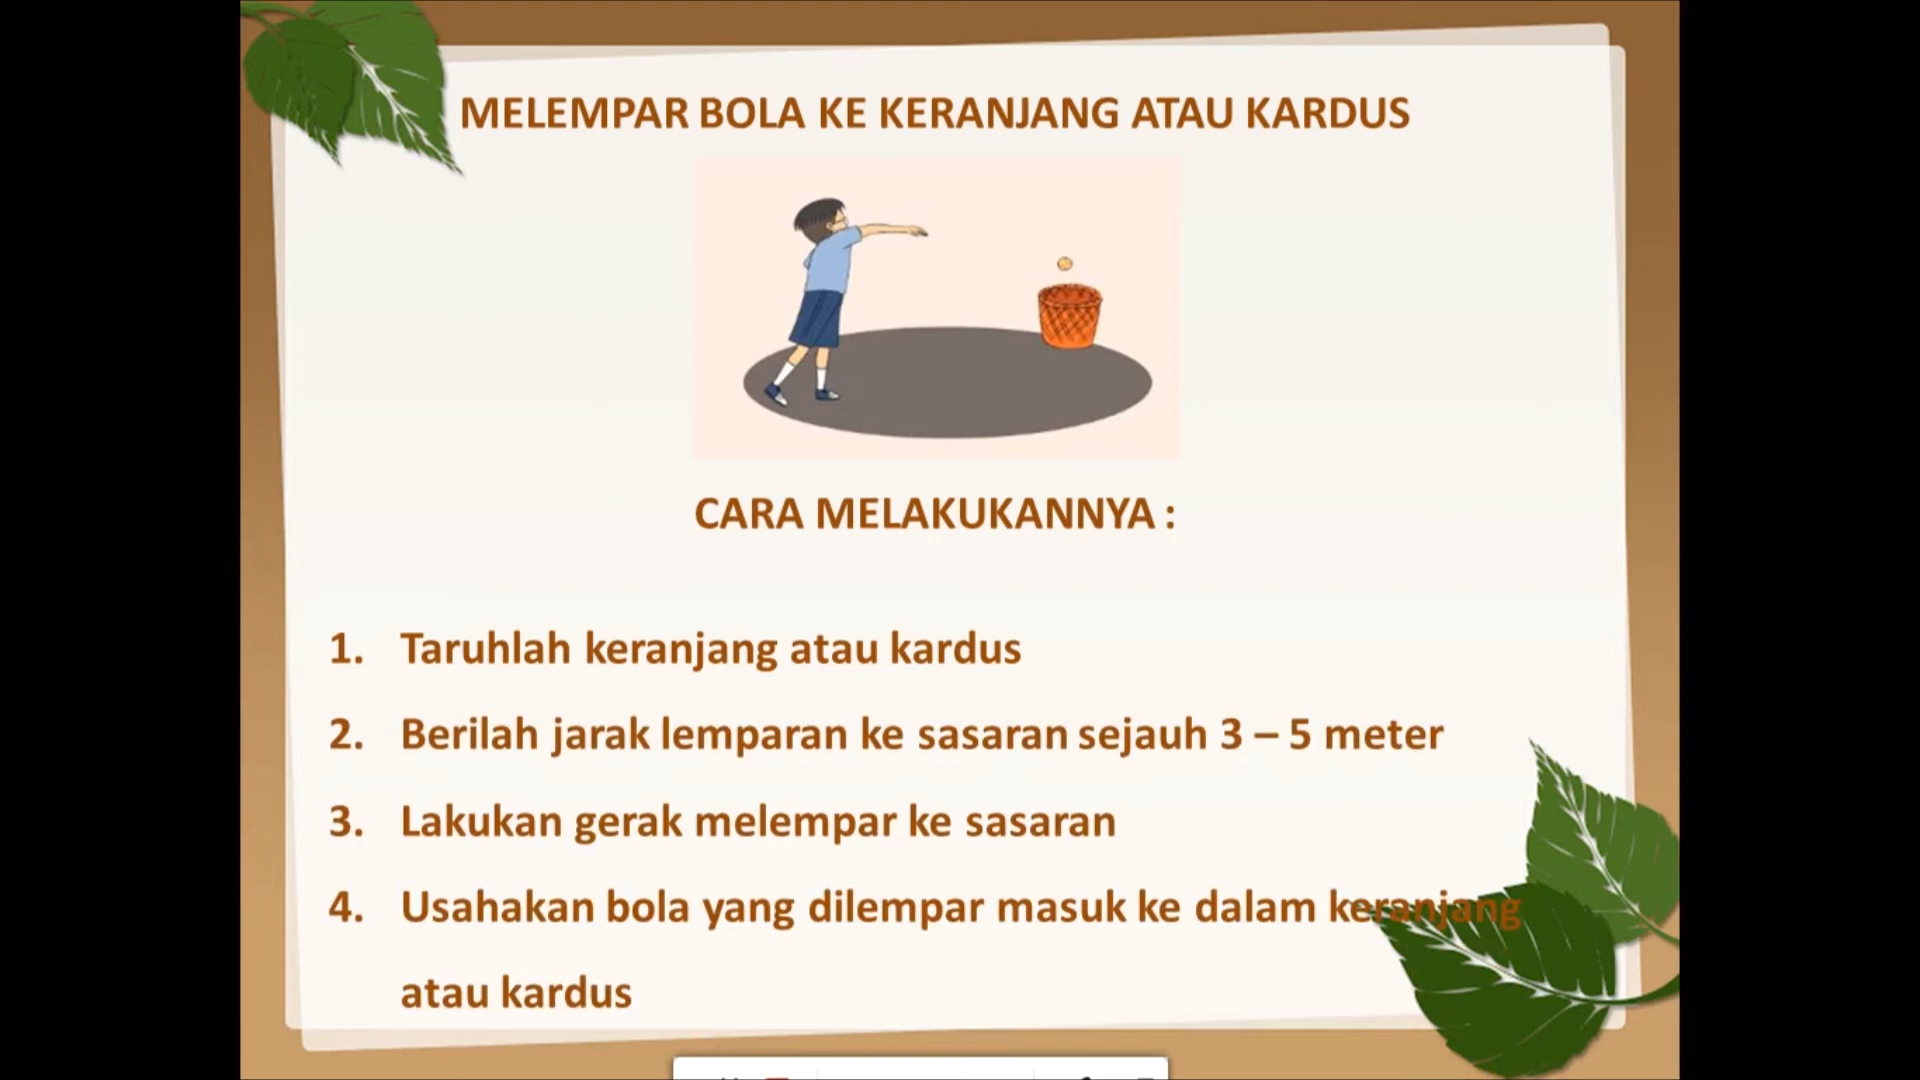 MELEMPAR BOLA KE KERANJANG ATAU KARDUS
CARA MELAKUKANNYA :
1. Taruhlah keranjang atau kardus
2. Berilah jarak lemparan ke sasaran sejauh 3 – 5 meter
3. Lakukan gerak melempar ke sasaran
4. Usahakan bola yang dilempar masuk ke dalam keranjang
atau kardus